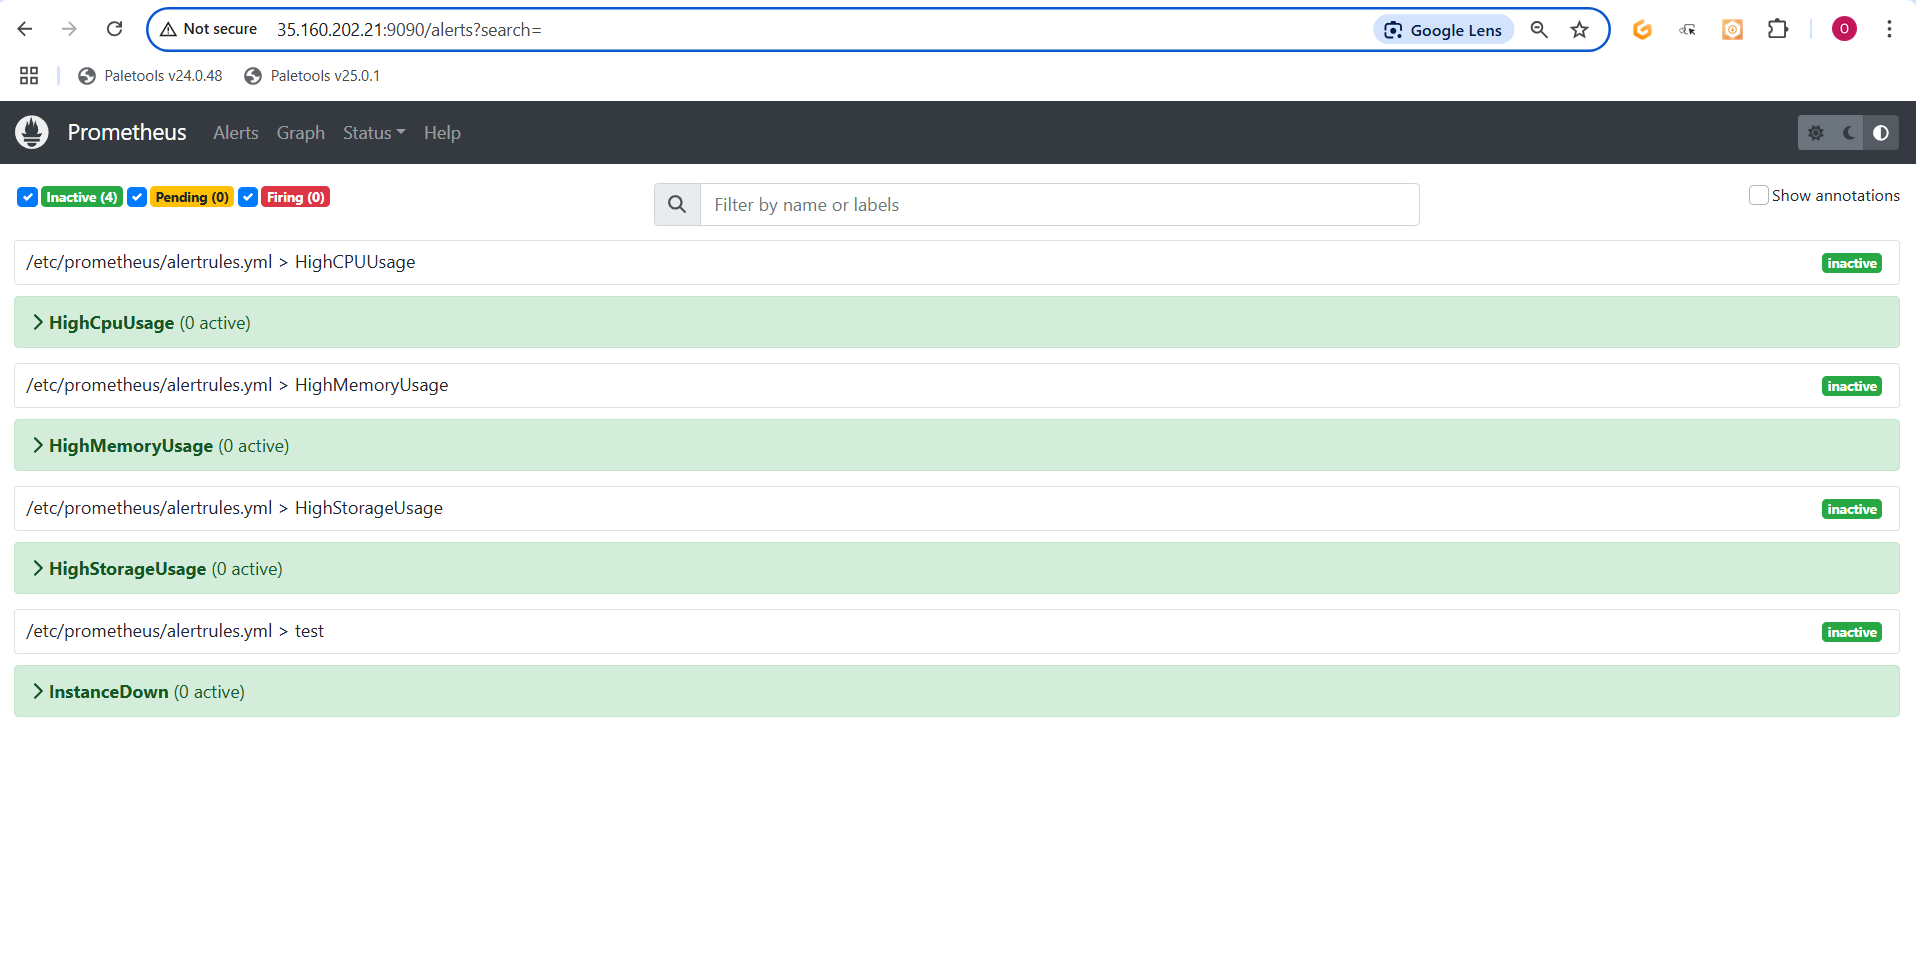 Not secure 35.160.202.21:9090/alerts?search= Google Lens O
Paletools v24.0.48 Paletools v25.0.1
Prometheus Alerts Graph Status Help
Inactive (4) Pending (0) Firing (0) Filter by name or labels Show annotations
/etc/prometheus/alertrules.yml > HighCPUUsage inactive
HighCpuUsage (0 active)
/etc/prometheus/alertrules.yml > HighMemoryUsage inactive
HighMemoryUsage (0 active)
/etc/prometheus/alertrules.yml > HighStorageUsage inactive
HighStorageUsage (0 active)
/etc/prometheus/alertrules.yml > test inactive
InstanceDown (0 active)